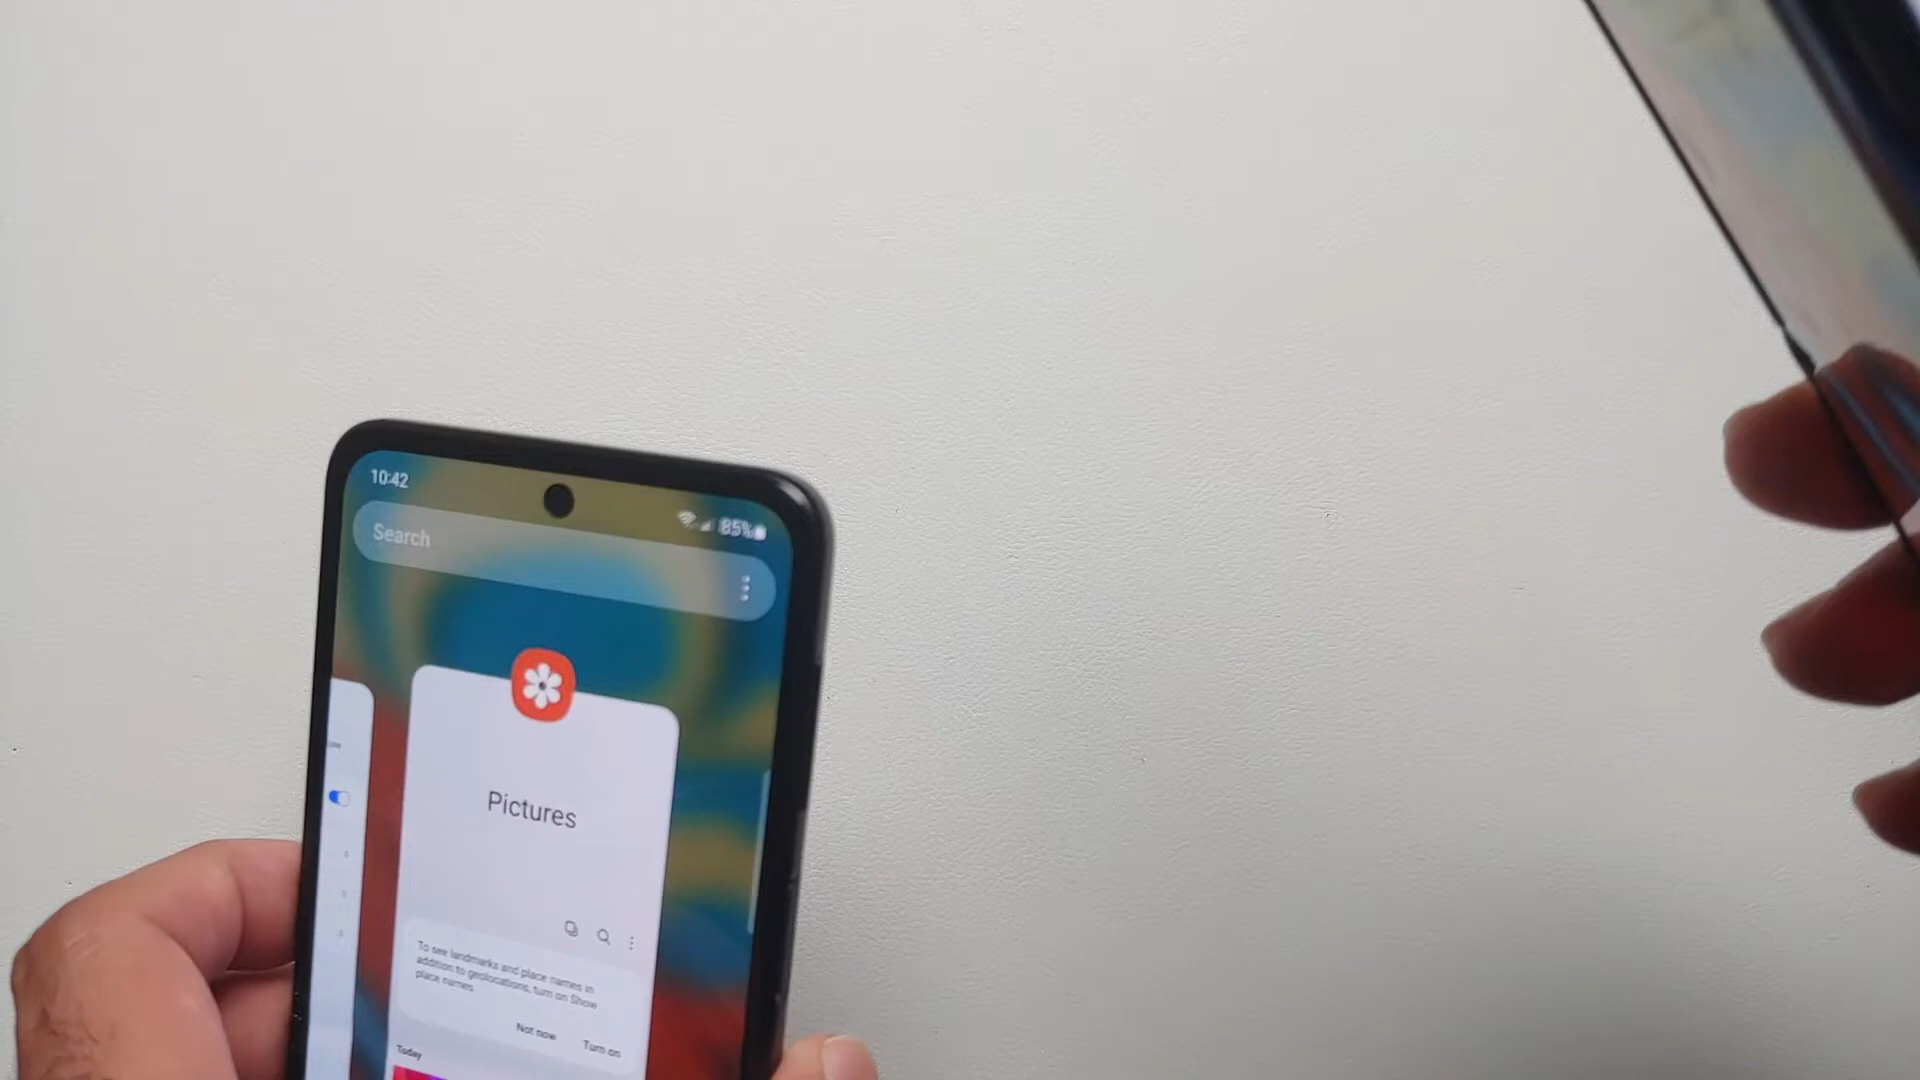 10:42
85%
Search
Pictures
To see landmarks and place names in
addition to geolocations, turn on Show
place names.
Not now
Turn on
Today